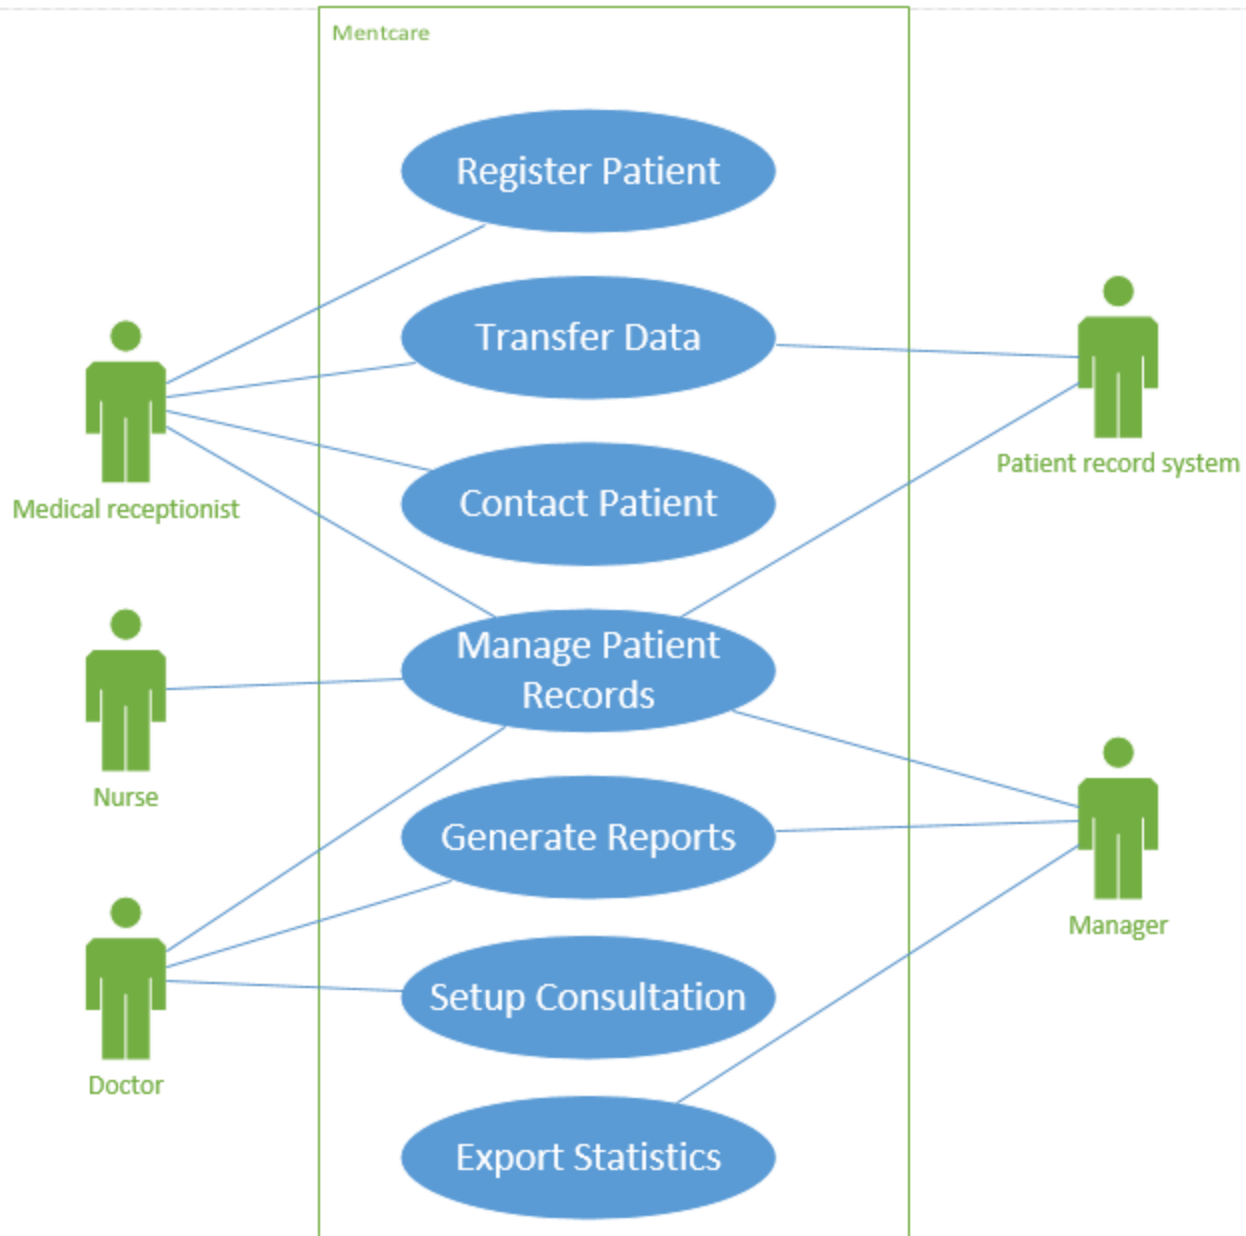 Mentcare
Register Patient
Transfer Data
Contact Patient
Manage Patient
Records
Generate Reports
Setup Consultation
Export Statistics
Medical receptionist
Nurse
Doctor
Patient record system
Manager